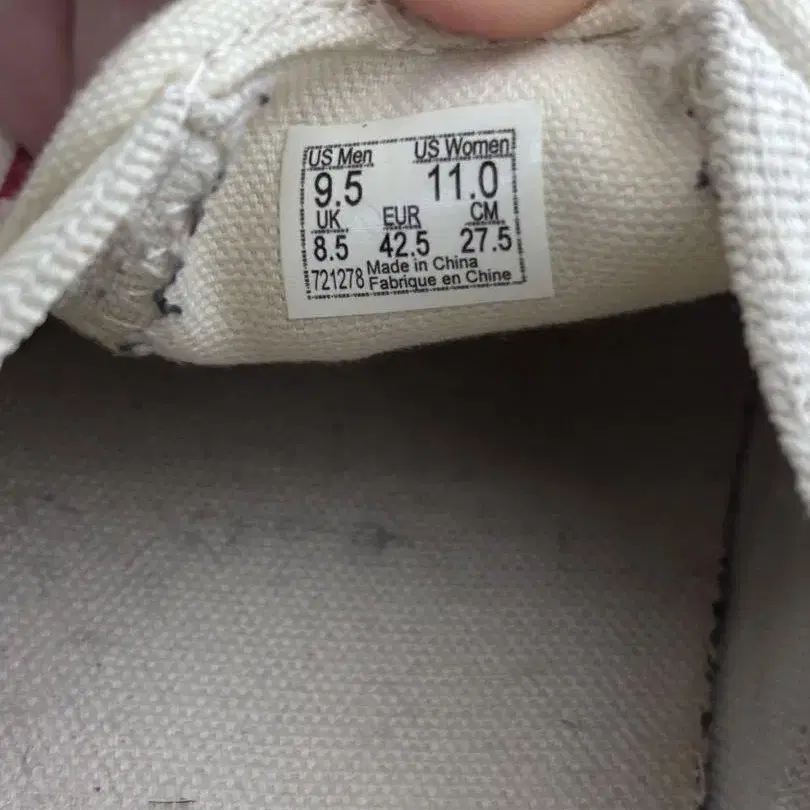 US Men US Women
9.5 11.0
UK EUR CM
8.5 42.5 27.5
721278 Made in China
Fabrique en Chine